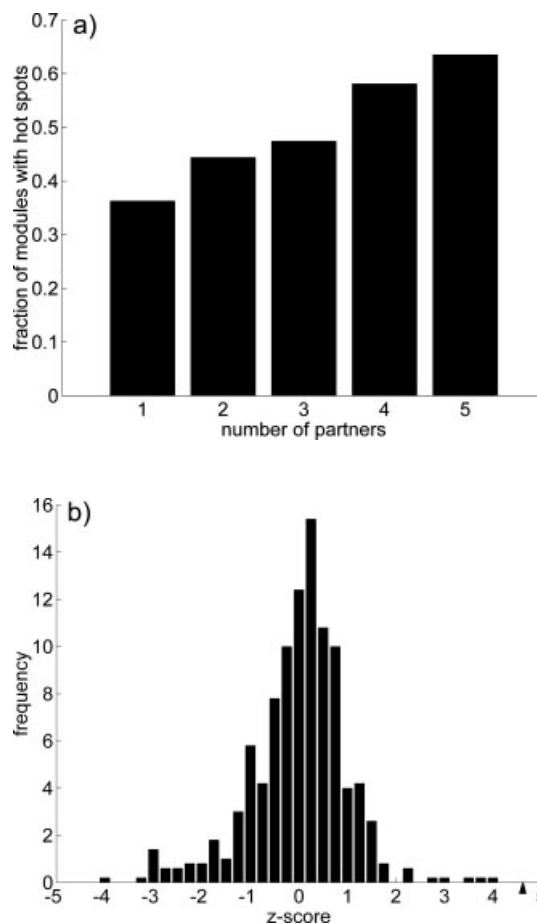 a)
fraction of modules with hot spots
0.7
0.6
0.5
0.4
0.3
0.2
0.1
0
1 2 3 4 5
number of partners
b)
frequency
16
14
12
10
8
6
4
2
0
-5 -4 -3 -2 -1 0 1 2 3 4
z-score